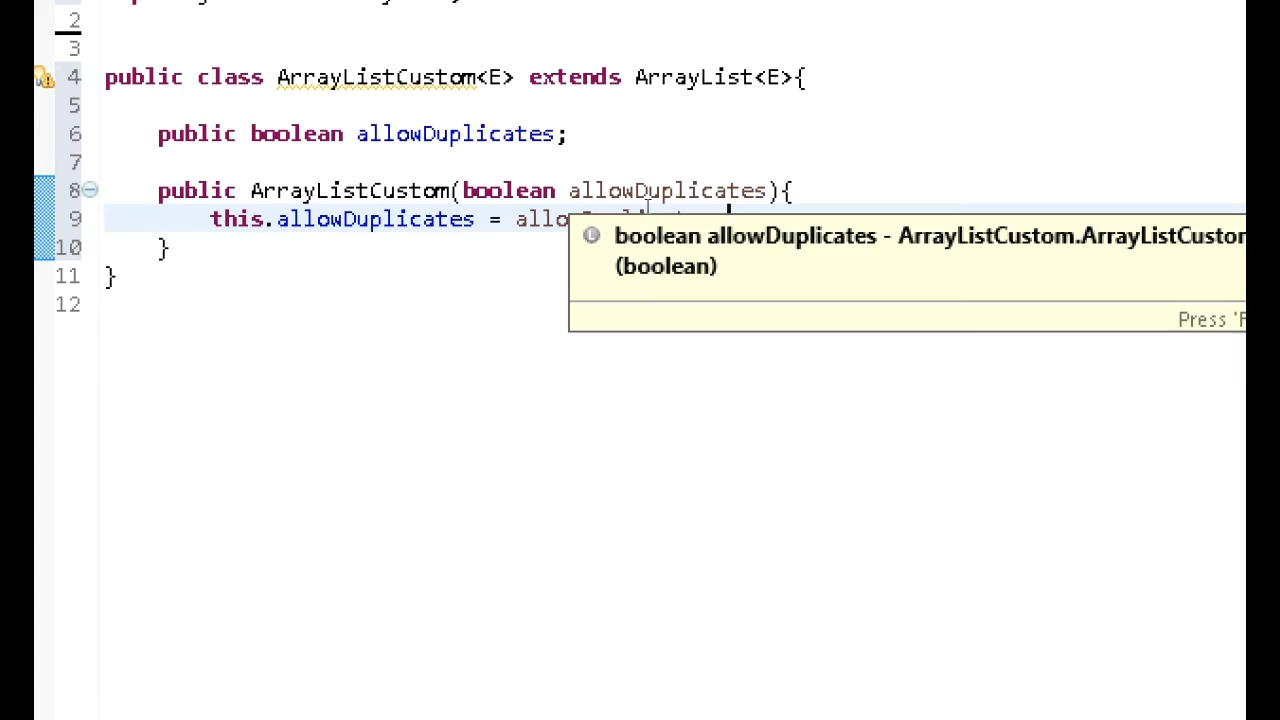 2
3
4 public class ArrayListCustom<E> extends ArrayList<E>{
5
6 public boolean allowDuplicates;
7
8 public ArrayListCustom(boolean allowDuplicates){
9 this.allowDuplicates = allo
boolean allowDuplicates - ArrayListCustom.ArrayListCustom
(boolean)
10 }
11 }
12
Press 'F